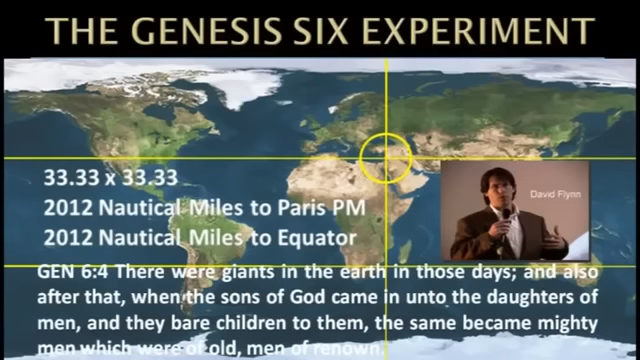 THE GENESIS SIX EXPERIMENT
33.33 x 33.33
David Flynn
2012 Nautical Miles to Paris PM
2012 Nautical Miles to Equator
GEN 6:4 There were giants in the earth in those days; and also
after that, when the sons of God came in unto the daughters of
men, and they bare children to them, the same became mighty
men which were of old, men of renown.